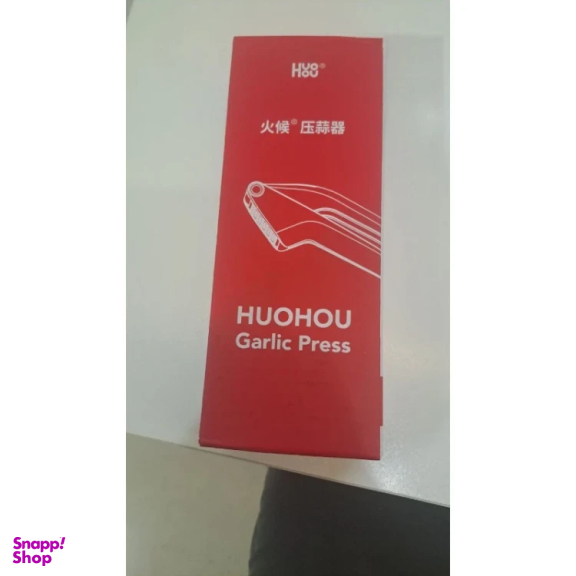 HUO
HOU®
火候® 压蒜器
HUOHOU
Garlic Press
Snapp!
Shop